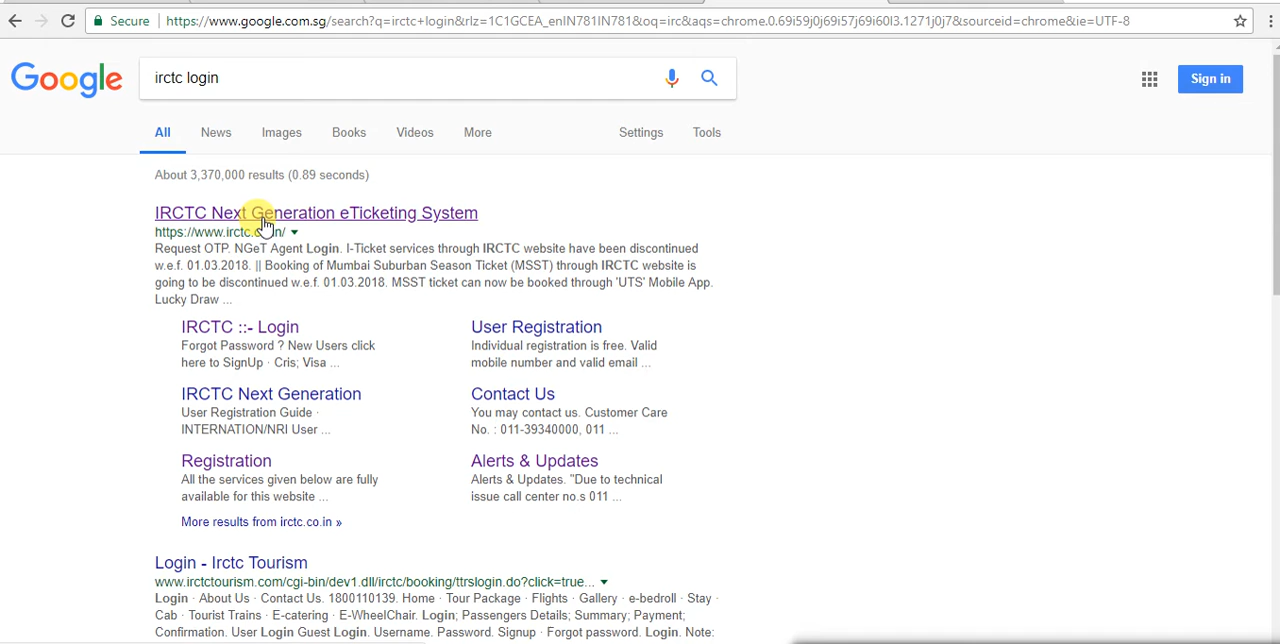 Secure https://www.google.com.sg/search?q=irctc+login&rlz=1C1GCEA_enIN781IN781&oq=irc&aqs=chrome.0.69i59j0j69i57j69i60l3.1271j0j7&sourceid=chrome&ie=UTF-8
Google irctc login Sign in
All News Images Books Videos More Settings Tools
About 3,370,000 results (0.89 seconds)
IRCTC Next Generation eTicketing System
https://www.irctc.co.in/
Request OTP. NGeT Agent Login. I-Ticket services through IRCTC website have been discontinued
w.e.f. 01.03.2018. || Booking of Mumbai Suburban Season Ticket (MSST) through IRCTC website is
going to be discontinued w.e.f. 01.03.2018. MSST ticket can now be booked through 'UTS' Mobile App.
Lucky Draw ...
IRCTC ::- Login
Forgot Password ? New Users click
here to SignUp · Cris; Visa ...
User Registration
Individual registration is free. Valid
mobile number and valid email ...
IRCTC Next Generation
User Registration Guide ·
INTERNATION/NRI User ...
Contact Us
You may contact us. Customer Care
No. : 011-39340000, 011 ...
Registration
All the services given below are fully
available for this website ...
Alerts & Updates
Alerts & Updates. "Due to technical
issue call center no.s 011 ...
More results from irctc.co.in »
Login - Irctc Tourism
www.irctctourism.com/cgi-bin/dev1.dll/irctc/booking/ttrslogin.do?click=true...
Login · About Us · Contact Us. 1800110139. Home · Tour Package · Flights · Gallery · e-bedroll · Stay ·
Cab · Tourist Trains · E-catering · E-WheelChair. Login; Passengers Details; Summary; Payment;
Confirmation. User Login Guest Login. Username. Password. Signup · Forgot password. Login. Note: